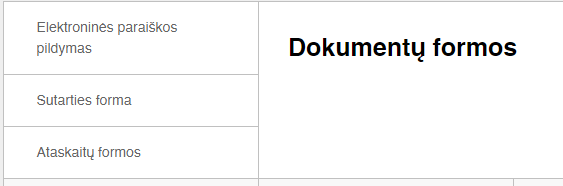 Elektroninės paraiškos
pildymas
Dokumentų formos
Sutarties forma
Ataskaitų formos